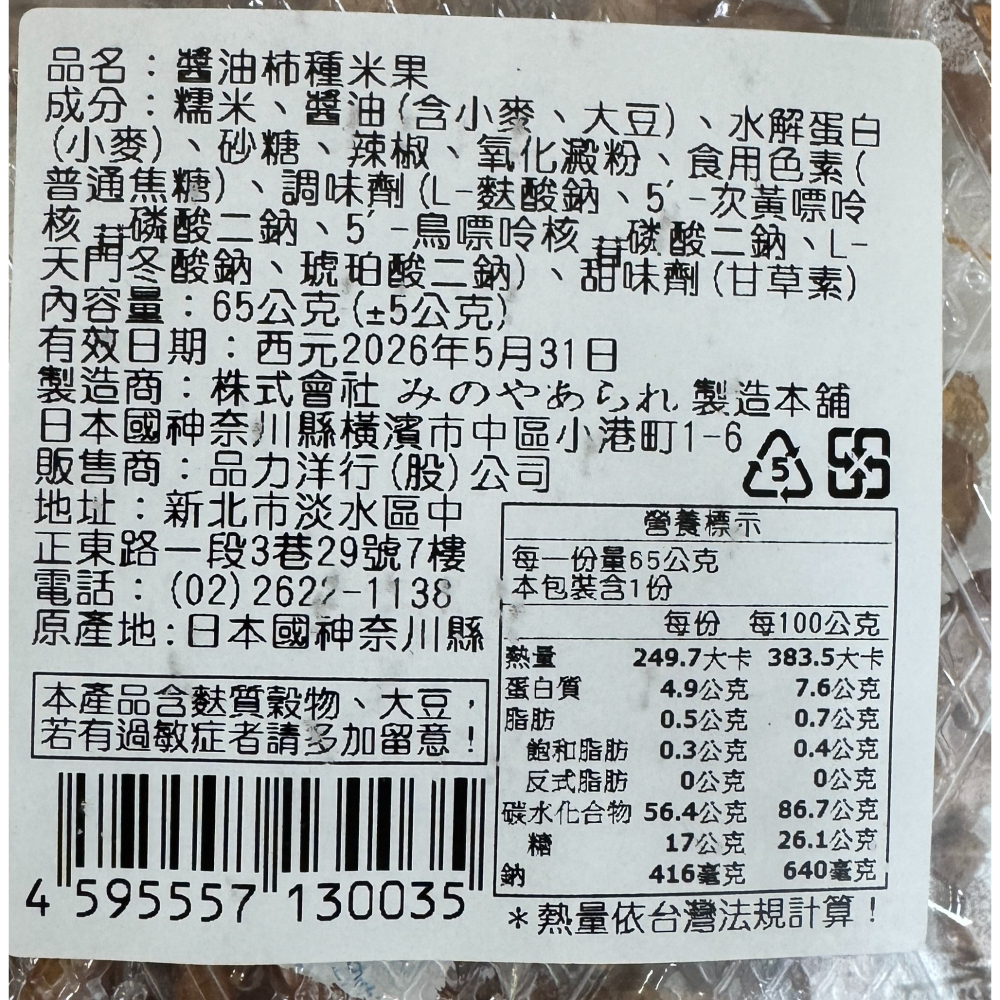 品名：醬油柿種米果
成分：糯米、醬油(含小麥、大豆)、水解蛋白
(小麥)、砂糖、辣椒、氧化澱粉、食用色素(
普通焦糖)、調味劑(L-麩酸鈉、5′-次黃嘌呤
核苷磷酸二鈉、5′-鳥嘌呤核苷磷酸二鈉、L-
天門冬酸鈉、琥珀酸二鈉)、甜味劑(甘草素)
內容量：65公克(±5公克)
有效日期：西元2026年5月31日
製造商：株式會社 みのやあられ 製造本舖
日本國神奈川縣橫濱市中區小港町1-6
販售商：品力洋行(股)公司
地址：新北市淡水區中
正東路一段3巷29號7樓
電話：(02)2622-1138
原產地:日本國神奈川縣
本產品含麩質穀物、大豆，
若有過敏症者請多加留意！
4 595557 130035
5
營養標示
每一份量65公克
本包裝含1份
每份 每100公克
熱量 249.7大卡 383.5大卡
蛋白質 4.9公克 7.6公克
脂肪 0.5公克 0.7公克
飽和脂肪 0.3公克 0.4公克
反式脂肪 0公克 0公克
碳水化合物 56.4公克 86.7公克
糖 17公克 26.1公克
鈉 416毫克 640毫克
＊熱量依台灣法規計算！